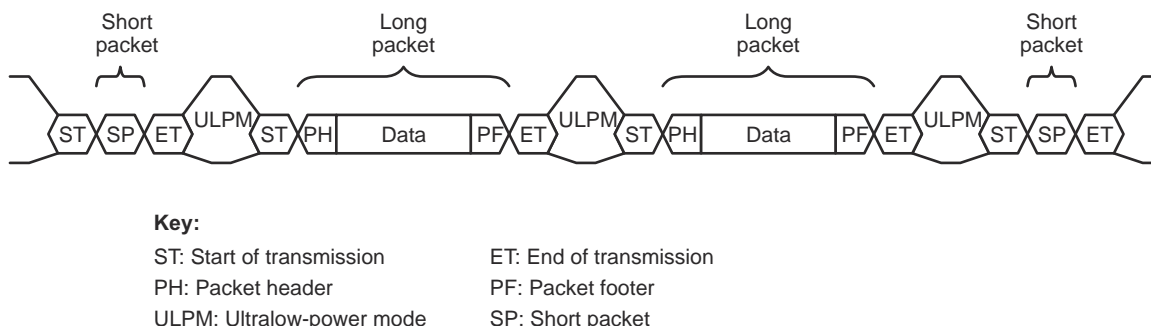 Short
packet
Long
packet
Long
packet
Short
packet
ST SP ET ULPM ST PH Data PF ET ULPM ST PH Data PF ET ULPM ST SP ET
Key:
ST: Start of transmission ET: End of transmission
PH: Packet header PF: Packet footer
ULPM: Ultralow-power mode SP: Short packet